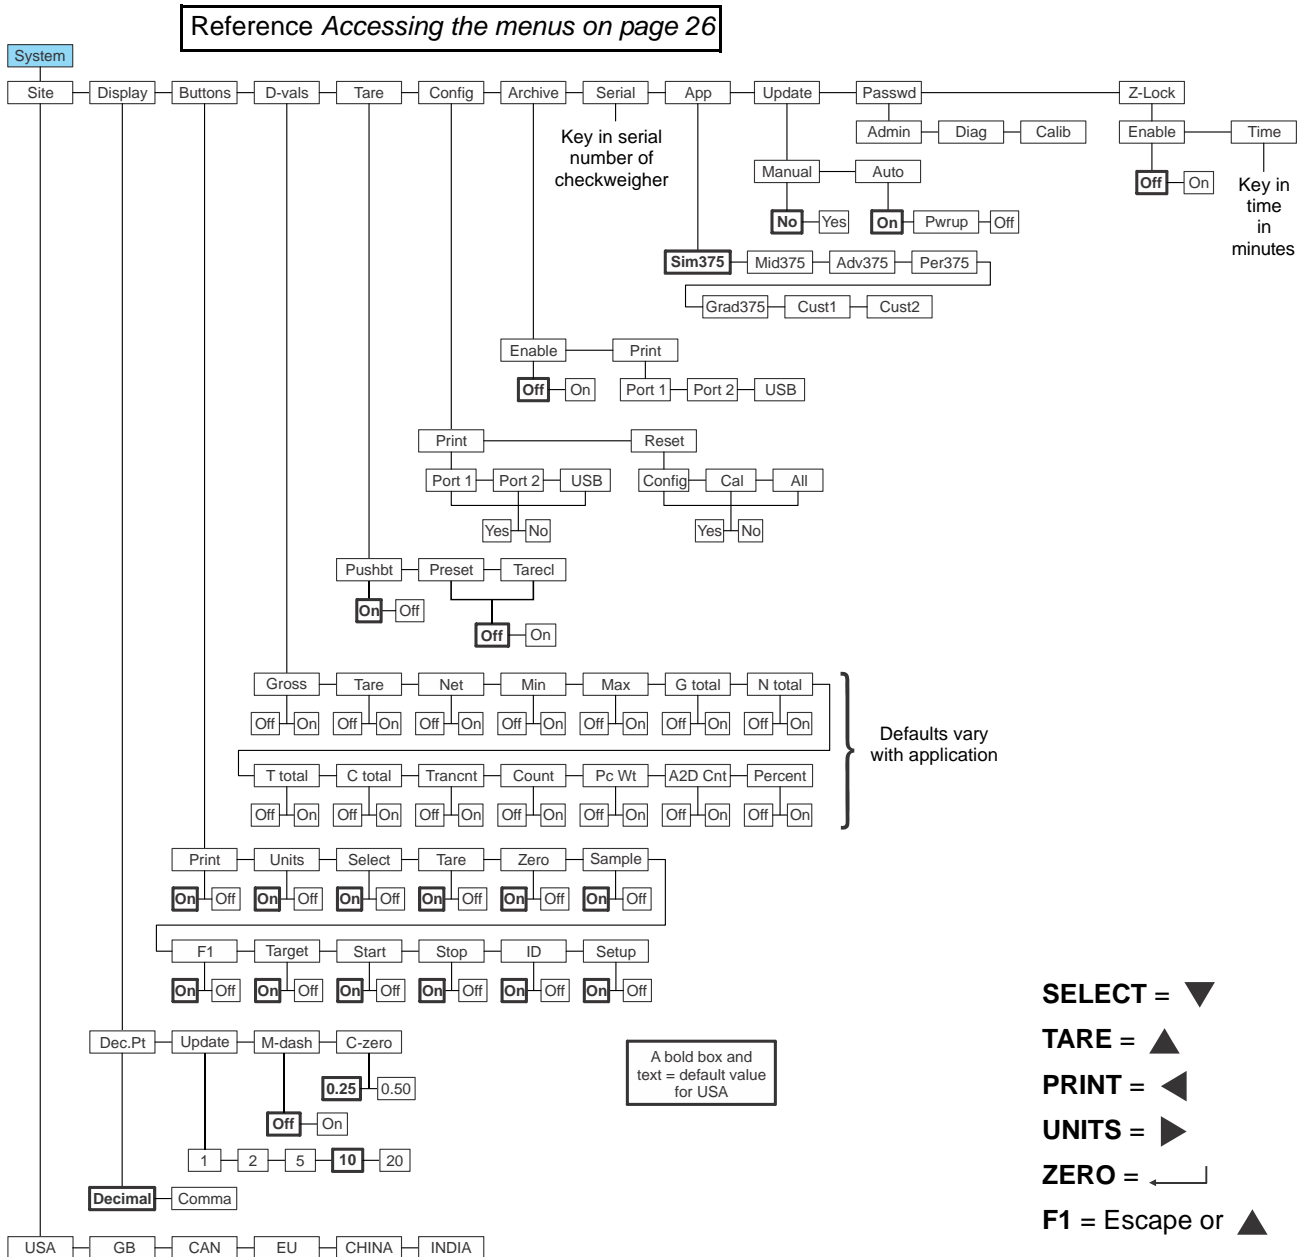 Reference Accessing the menus on page 26
System
Site Display Buttons D-vals Tare Config Archive Serial App Update Passwd Z-Lock
Key in serial
number of
checkweigher
Admin Diag Calib
Enable Time
Off On
Key in
time
in
minutes
Manual Auto
No Yes On Pwrup Off
Sim375 Mid375 Adv375 Per375
Grad375 Cust1 Cust2
Enable Print
Off On Port 1 Port 2 USB
Print Reset
Port 1 Port 2 USB Config Cal All
Yes No Yes No
Pushbt Preset Tarecl
On Off
Off On
Gross Tare Net Min Max G total N total
Off On Off On Off On Off On Off On Off On Off On
Defaults vary
with application
T total C total Trancnt Count Pc Wt A2D Cnt Percent
Off On Off On Off On Off On Off On Off On Off On
Print Units Select Tare Zero Sample
On Off On Off On Off On Off On Off On Off
F1 Target Start Stop ID Setup
On Off On Off On Off On Off On Off On Off
Dec.Pt Update M-dash C-zero
0.25 0.50
Off On
1 2 5 10 20
Decimal Comma
USA GB CAN EU CHINA INDIA
A bold box and
text = default value
for USA
SELECT = ▼
TARE = ▲
PRINT = ◀
UNITS = ▶
ZERO = ↵
F1 = Escape or ▲